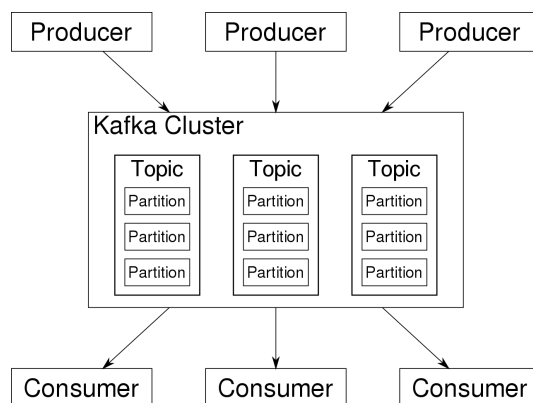 Producer
Producer
Producer
Kafka Cluster
Topic
Partition
Partition
Partition
Topic
Partition
Partition
Partition
Topic
Partition
Partition
Partition
Consumer
Consumer
Consumer